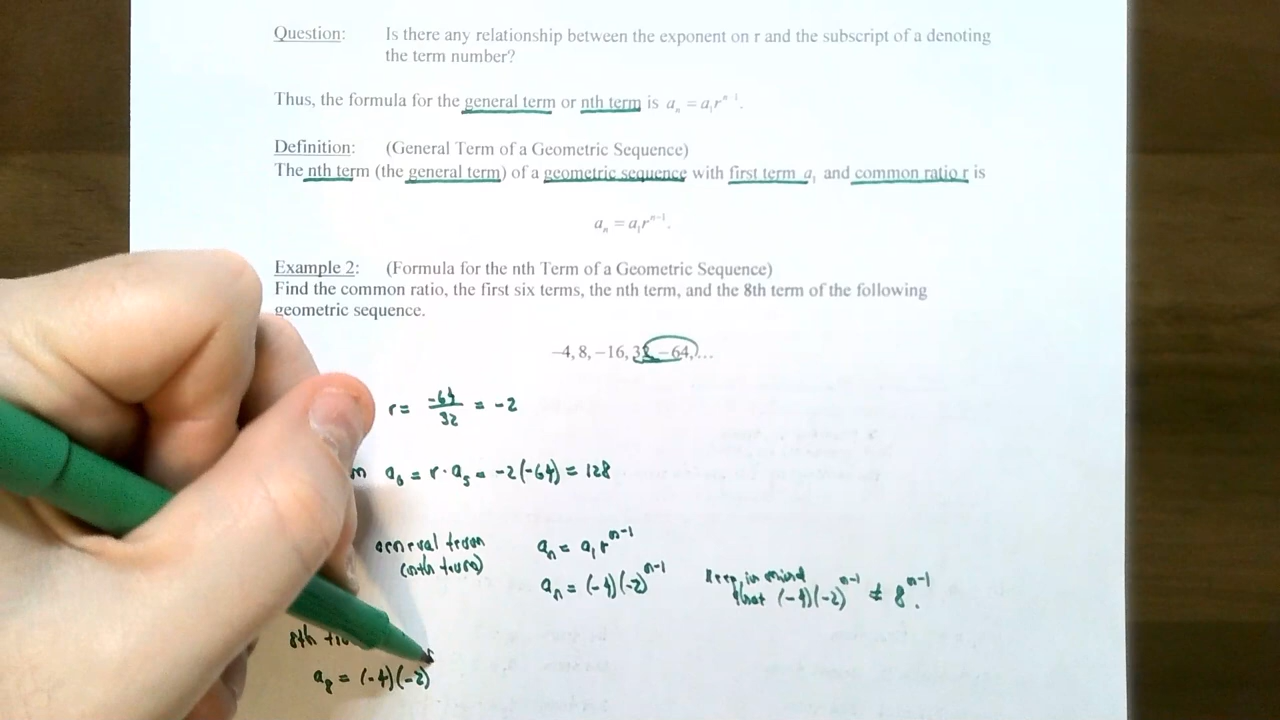 Question: Is there any relationship between the exponent on r and the subscript of a denoting
the term number?
Thus, the formula for the general term or nth term is aₙ = a₁rⁿ⁻¹.
Definition: (General Term of a Geometric Sequence)
The nth term (the general term) of a geometric sequence with first term a₁ and common ratio r is
aₙ = a₁rⁿ⁻¹.
Example 2: (Formula for the nth Term of a Geometric Sequence)
Find the common ratio, the first six terms, the nth term, and the 8th term of the following
geometric sequence.
−4, 8, −16, 32, −64, …
r = -64/32 = -2
a₆ = r · a₅ = -2(-64) = 128
general term
(nth term)
aₙ = a₁rⁿ⁻¹
aₙ = (-4)(-2)ⁿ⁻¹
Keep in mind
that (-4)(-2)ⁿ⁻¹ ≠ 8ⁿ⁻¹.
8th
a₈ = (-4)(-2)